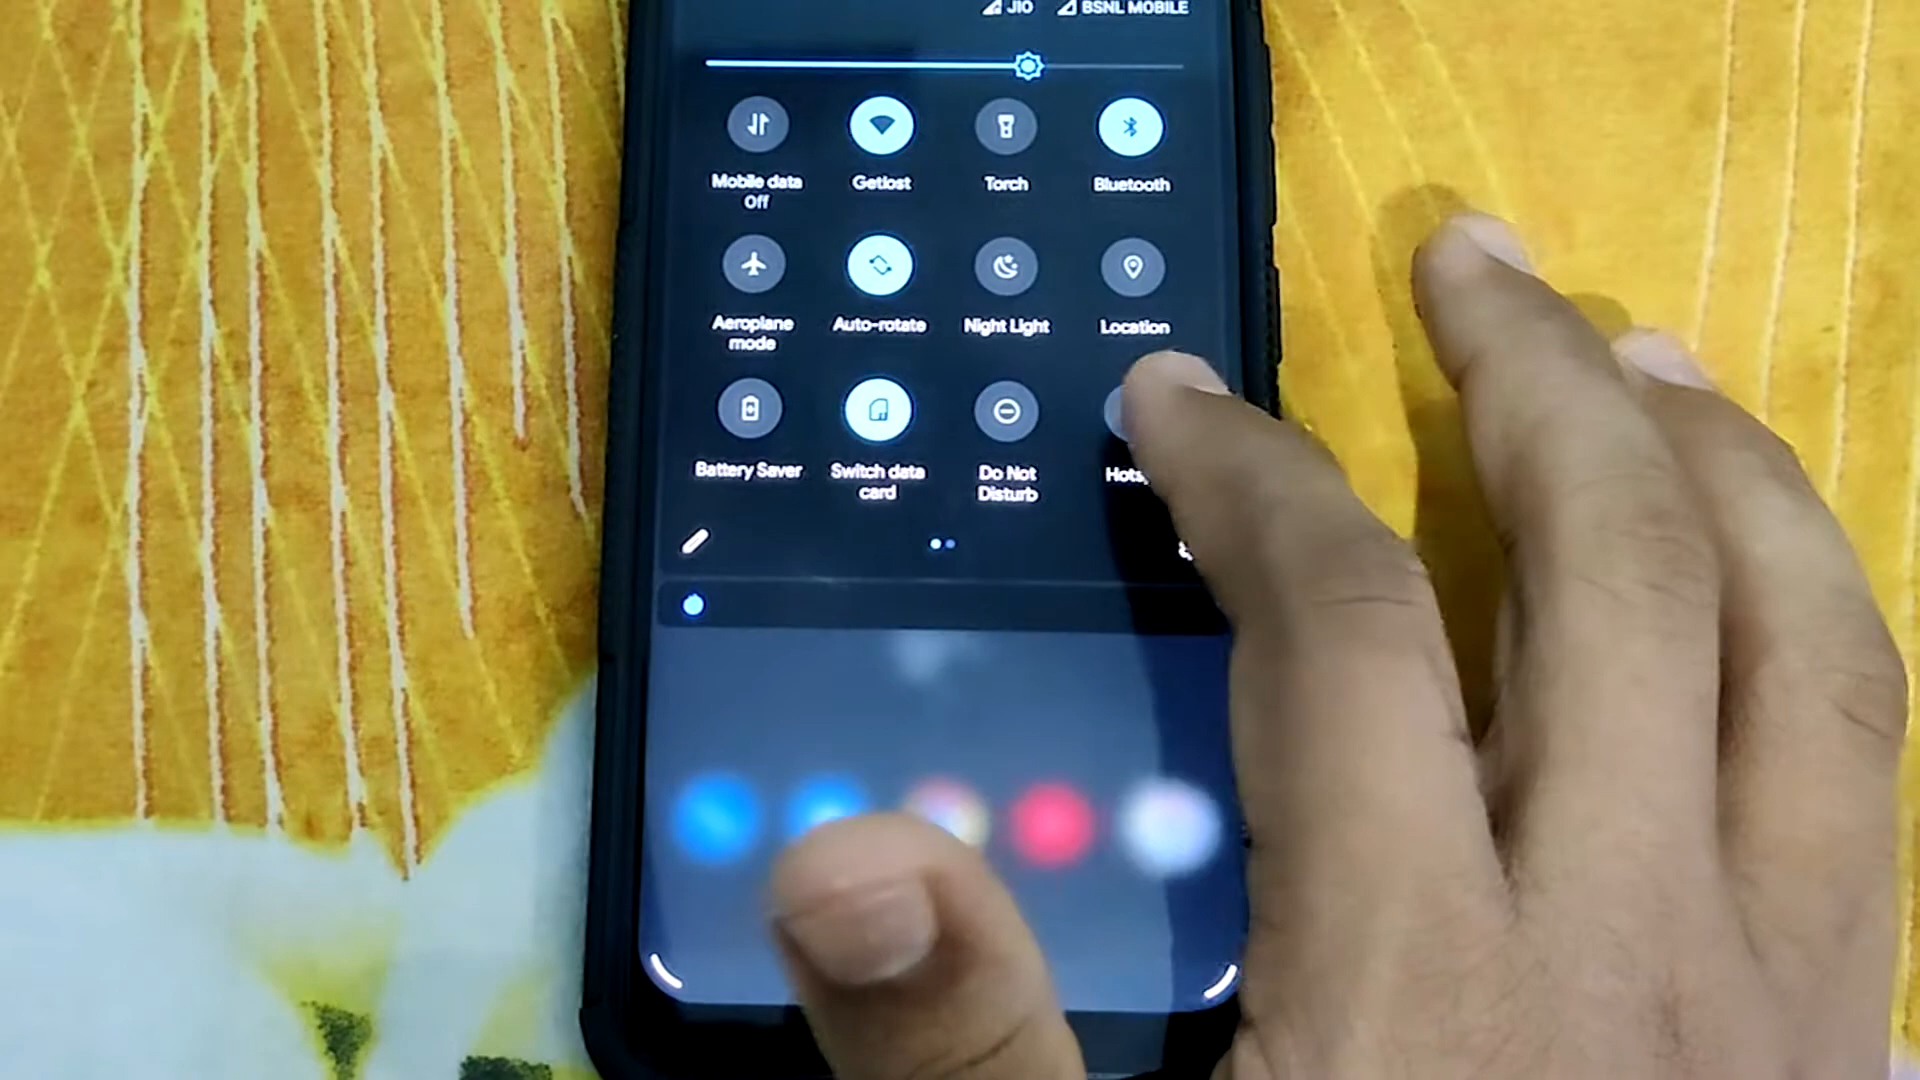 JIO BSNL MOBILE
Mobile data Getlost Torch Bluetooth
Off
Aeroplane Auto-rotate Night Light Location
mode
Battery Saver Switch data Do Not
card Disturb